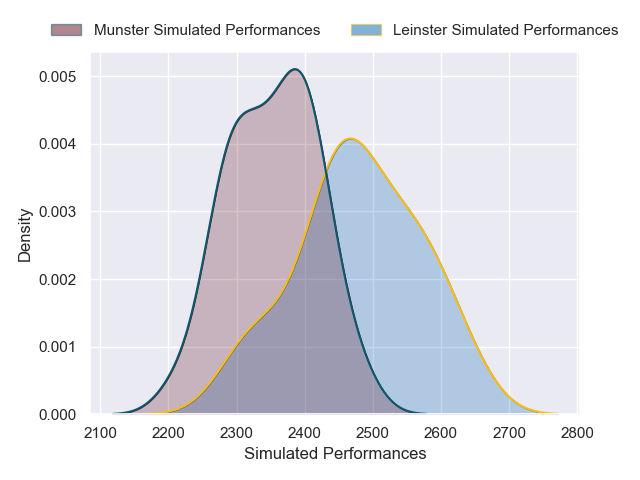 Munster Simulated Performances
Leinster Simulated Performances
0.005
0.004
0.003
0.002
0.001
0.000
Density
2100 2200 2300 2400 2500 2600 2700 2800
Simulated Performances